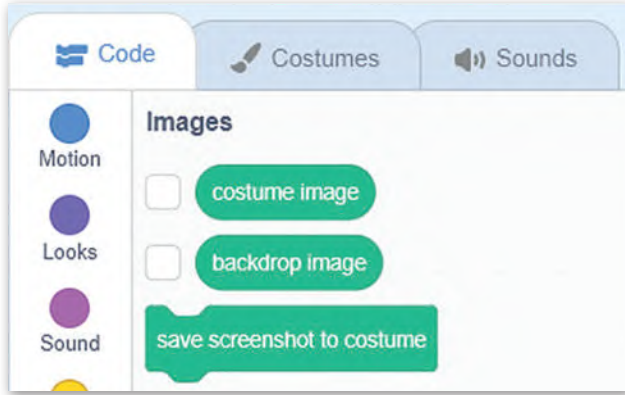 Code
Costumes
Sounds
Motion
Looks
Sound
Images
costume image
backdrop image
save screenshot to costume